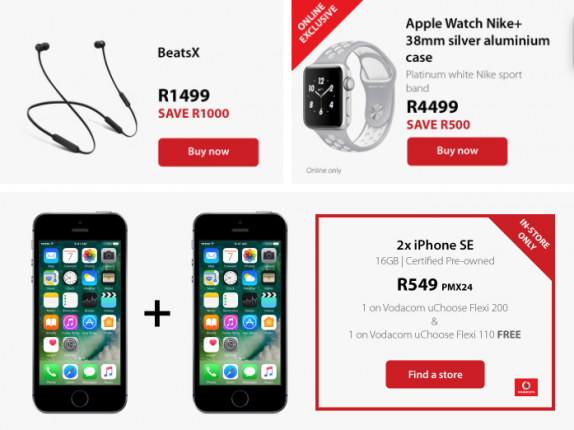 BeatsX
R1499
SAVE R1000
Buy now
ONLINE
EXCLUSIVE
Apple Watch Nike+
38mm silver aluminium
case
Platinum white Nike sport
band
R4499
SAVE R500
Buy now
Online only
+
IN-STORE
ONLY
2x iPhone SE
16GB | Certified Pre-owned
R549 PMX24
1 on Vodacom uChoose Flexi 200
&
1 on Vodacom uChoose Flexi 110 FREE
Find a store
vodacom